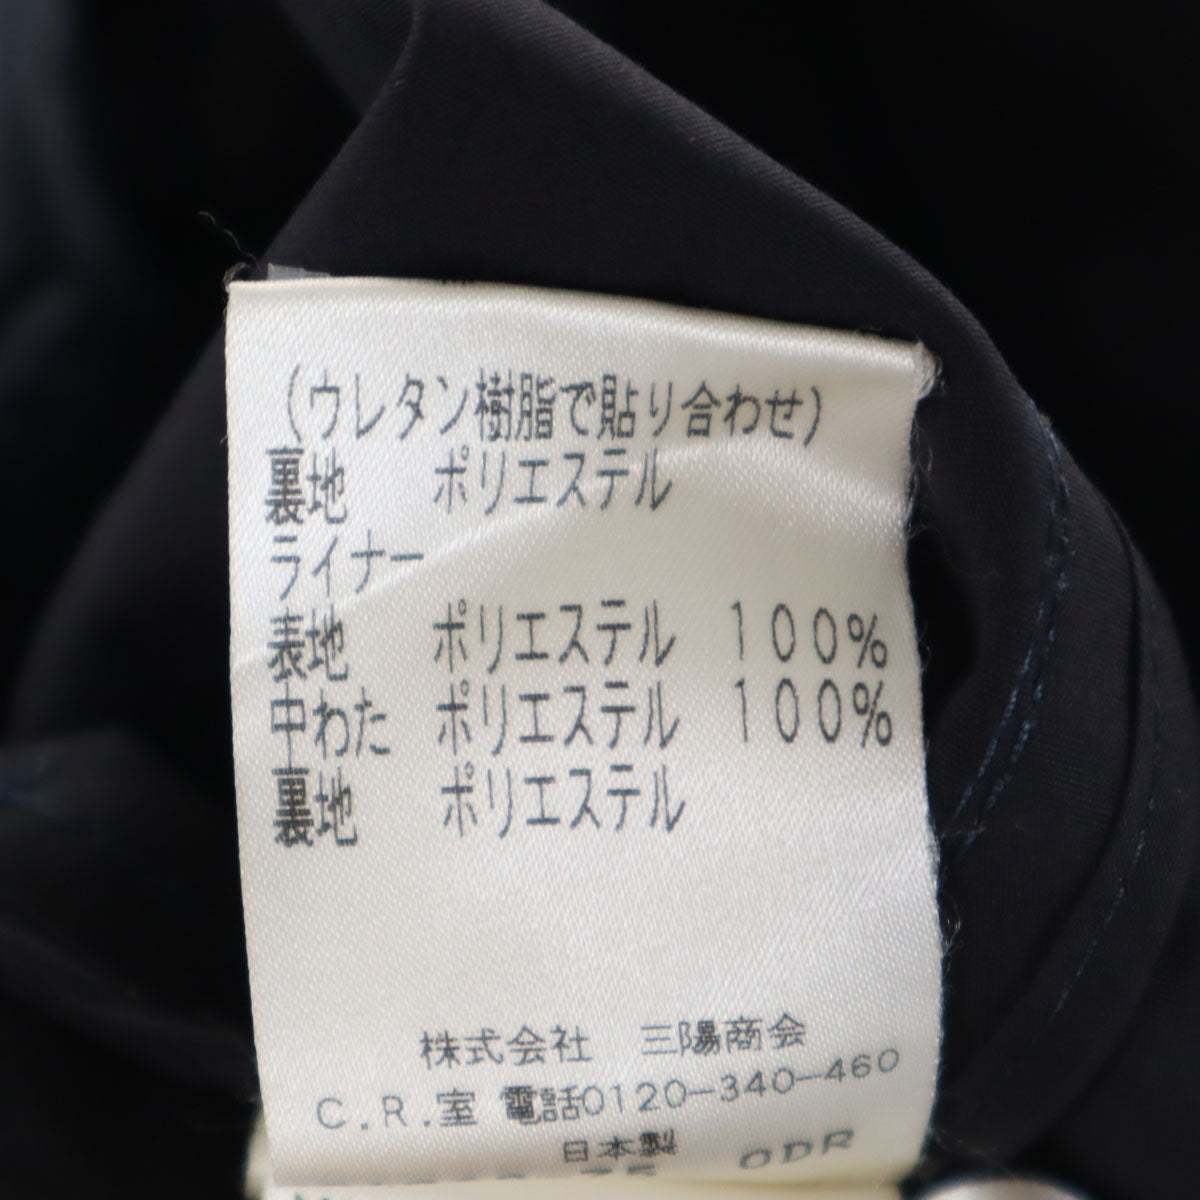 (ウレタン樹脂で貼り合わせ)
裏地 ポリエステル
ライナー
表地 ポリエステル 100%
中わた ポリエステル 100%
裏地 ポリエステル
株式会社 三陽商会
C.R.室 電話0120-340-460
日本製
ODR